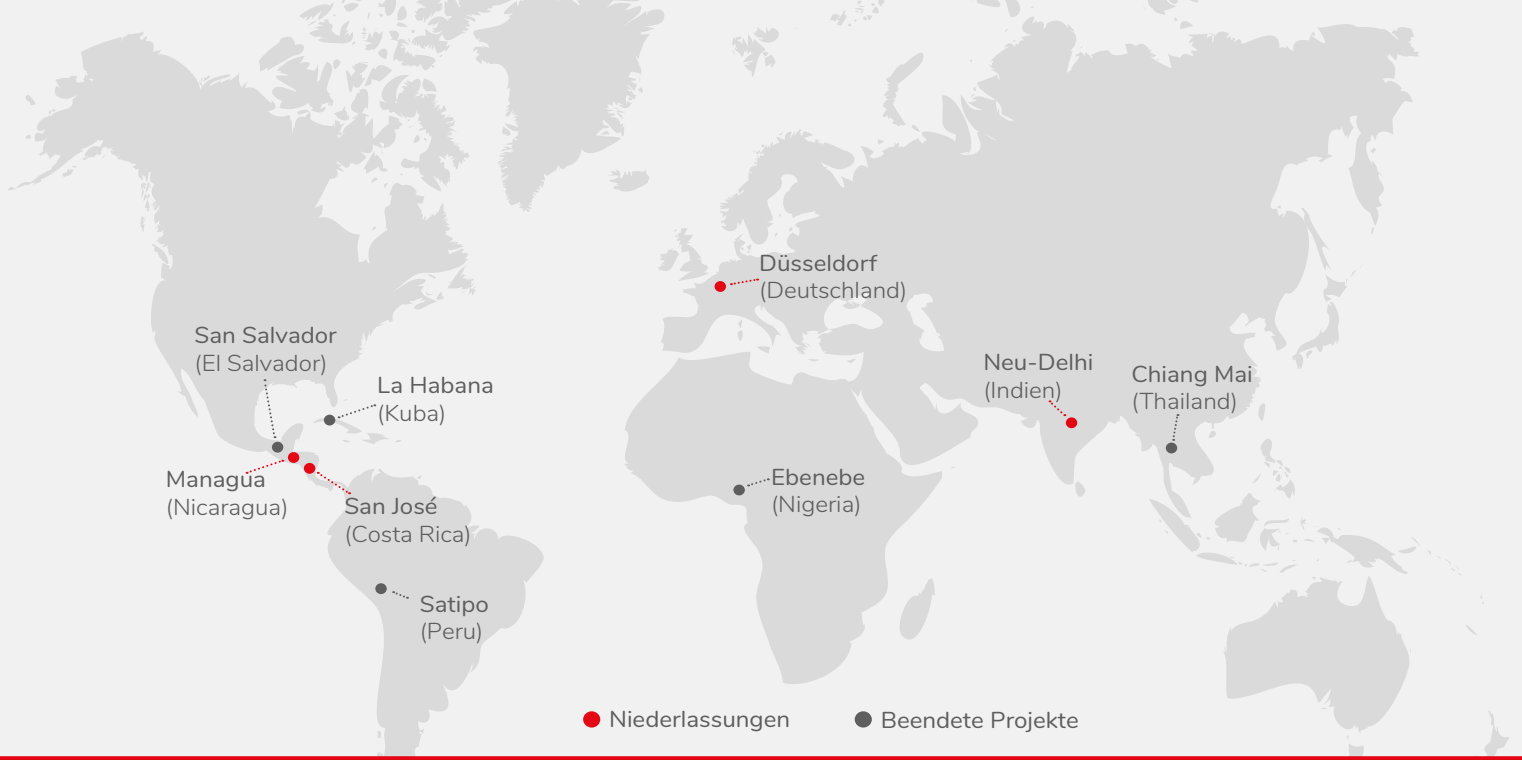 Düsseldorf
(Deutschland)
San Salvador
(El Salvador)
La Habana
(Kuba)
Neu-Delhi
(Indien)
Chiang Mai
(Thailand)
Managua
(Nicaragua)
San José
(Costa Rica)
Ebenebe
(Nigeria)
Satipo
(Peru)
Niederlassungen
Beendete Projekte